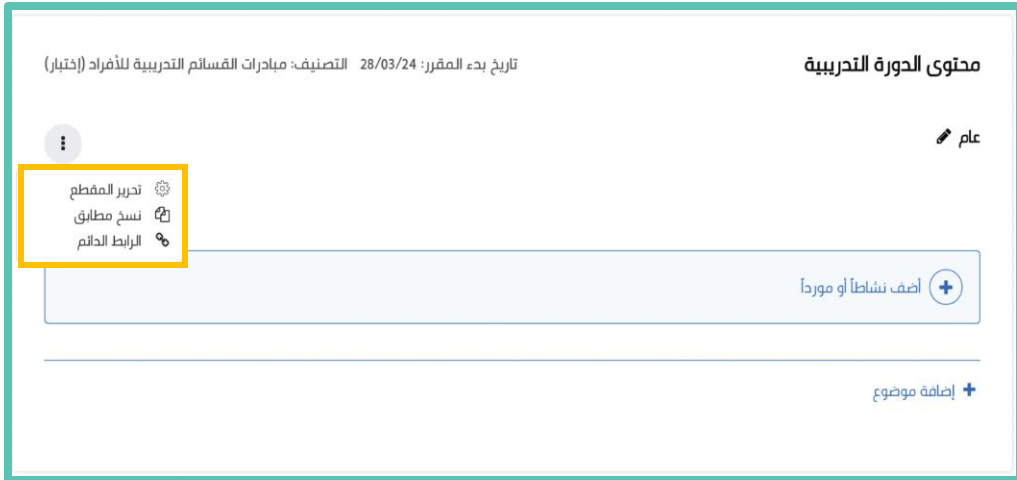 محتوى الدورة التدريبية
تاريخ بدء المقرر: 28/03/24 التصنيف: مبادرات القسائم التدريبية للأفراد (إختبار)
عام
تحرير المقطع
نسخ مطابق
الرابط الدائم
أضف نشاطاً أو مورداً
إضافة موضوع